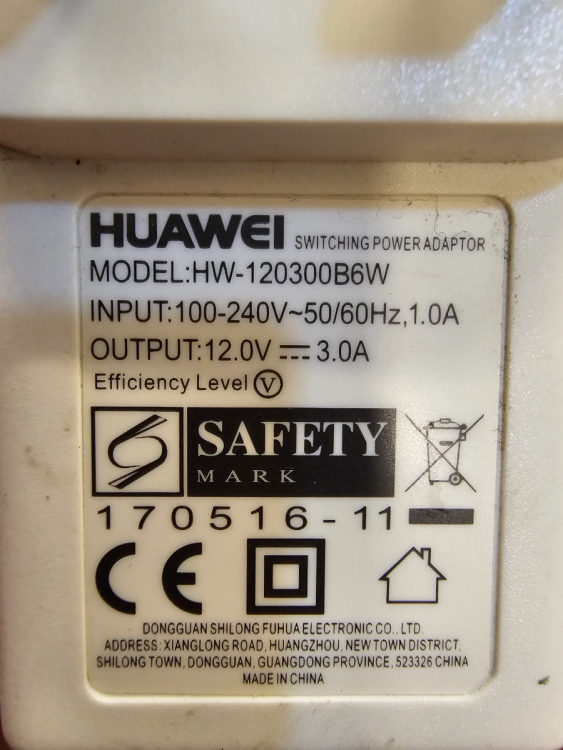 HUAWEI SWITCHING POWER ADAPTOR
MODEL:HW-120300B6W
INPUT:100-240V~50/60Hz,1.0A
OUTPUT:12.0V ⎓ 3.0A
Efficiency Level Ⓥ
SAFETY
MARK
170516-11
CE
DONGGUAN SHILONG FUHUA ELECTRONIC CO., LTD.
ADDRESS: XIANGLONG ROAD, HUANGZHOU, NEW TOWN DISTRICT,
SHILONG TOWN, DONGGUAN, GUANGDONG PROVINCE, 523326 CHINA
MADE IN CHINA